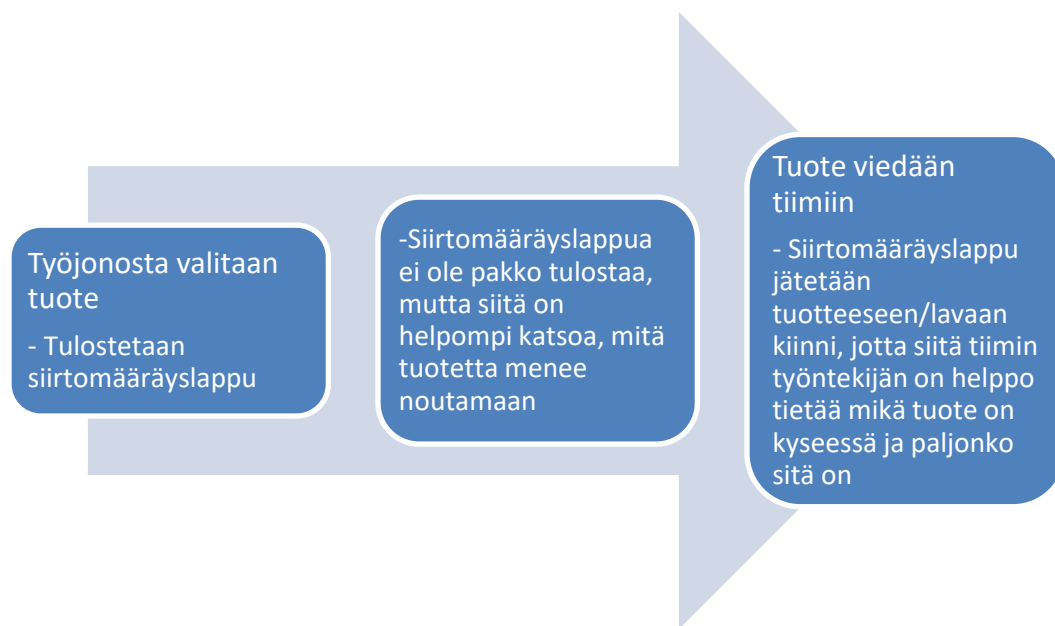 Työjonosta valitaan
tuote
- Tulostetaan
siirtomääräyslappu
-Siirtomääräyslappua
ei ole pakko tulostaa,
mutta siitä on
helpompi katsoa, mitä
tuotetta menee
noutamaan
Tuote viedään
tiimiin
- Siirtomääräyslappu
jätetään
tuotteeseen/lavaan
kiinni, jotta siitä tiimin
työntekijän on helppo
tietää mikä tuote on
kyseessä ja paljonko
sitä on